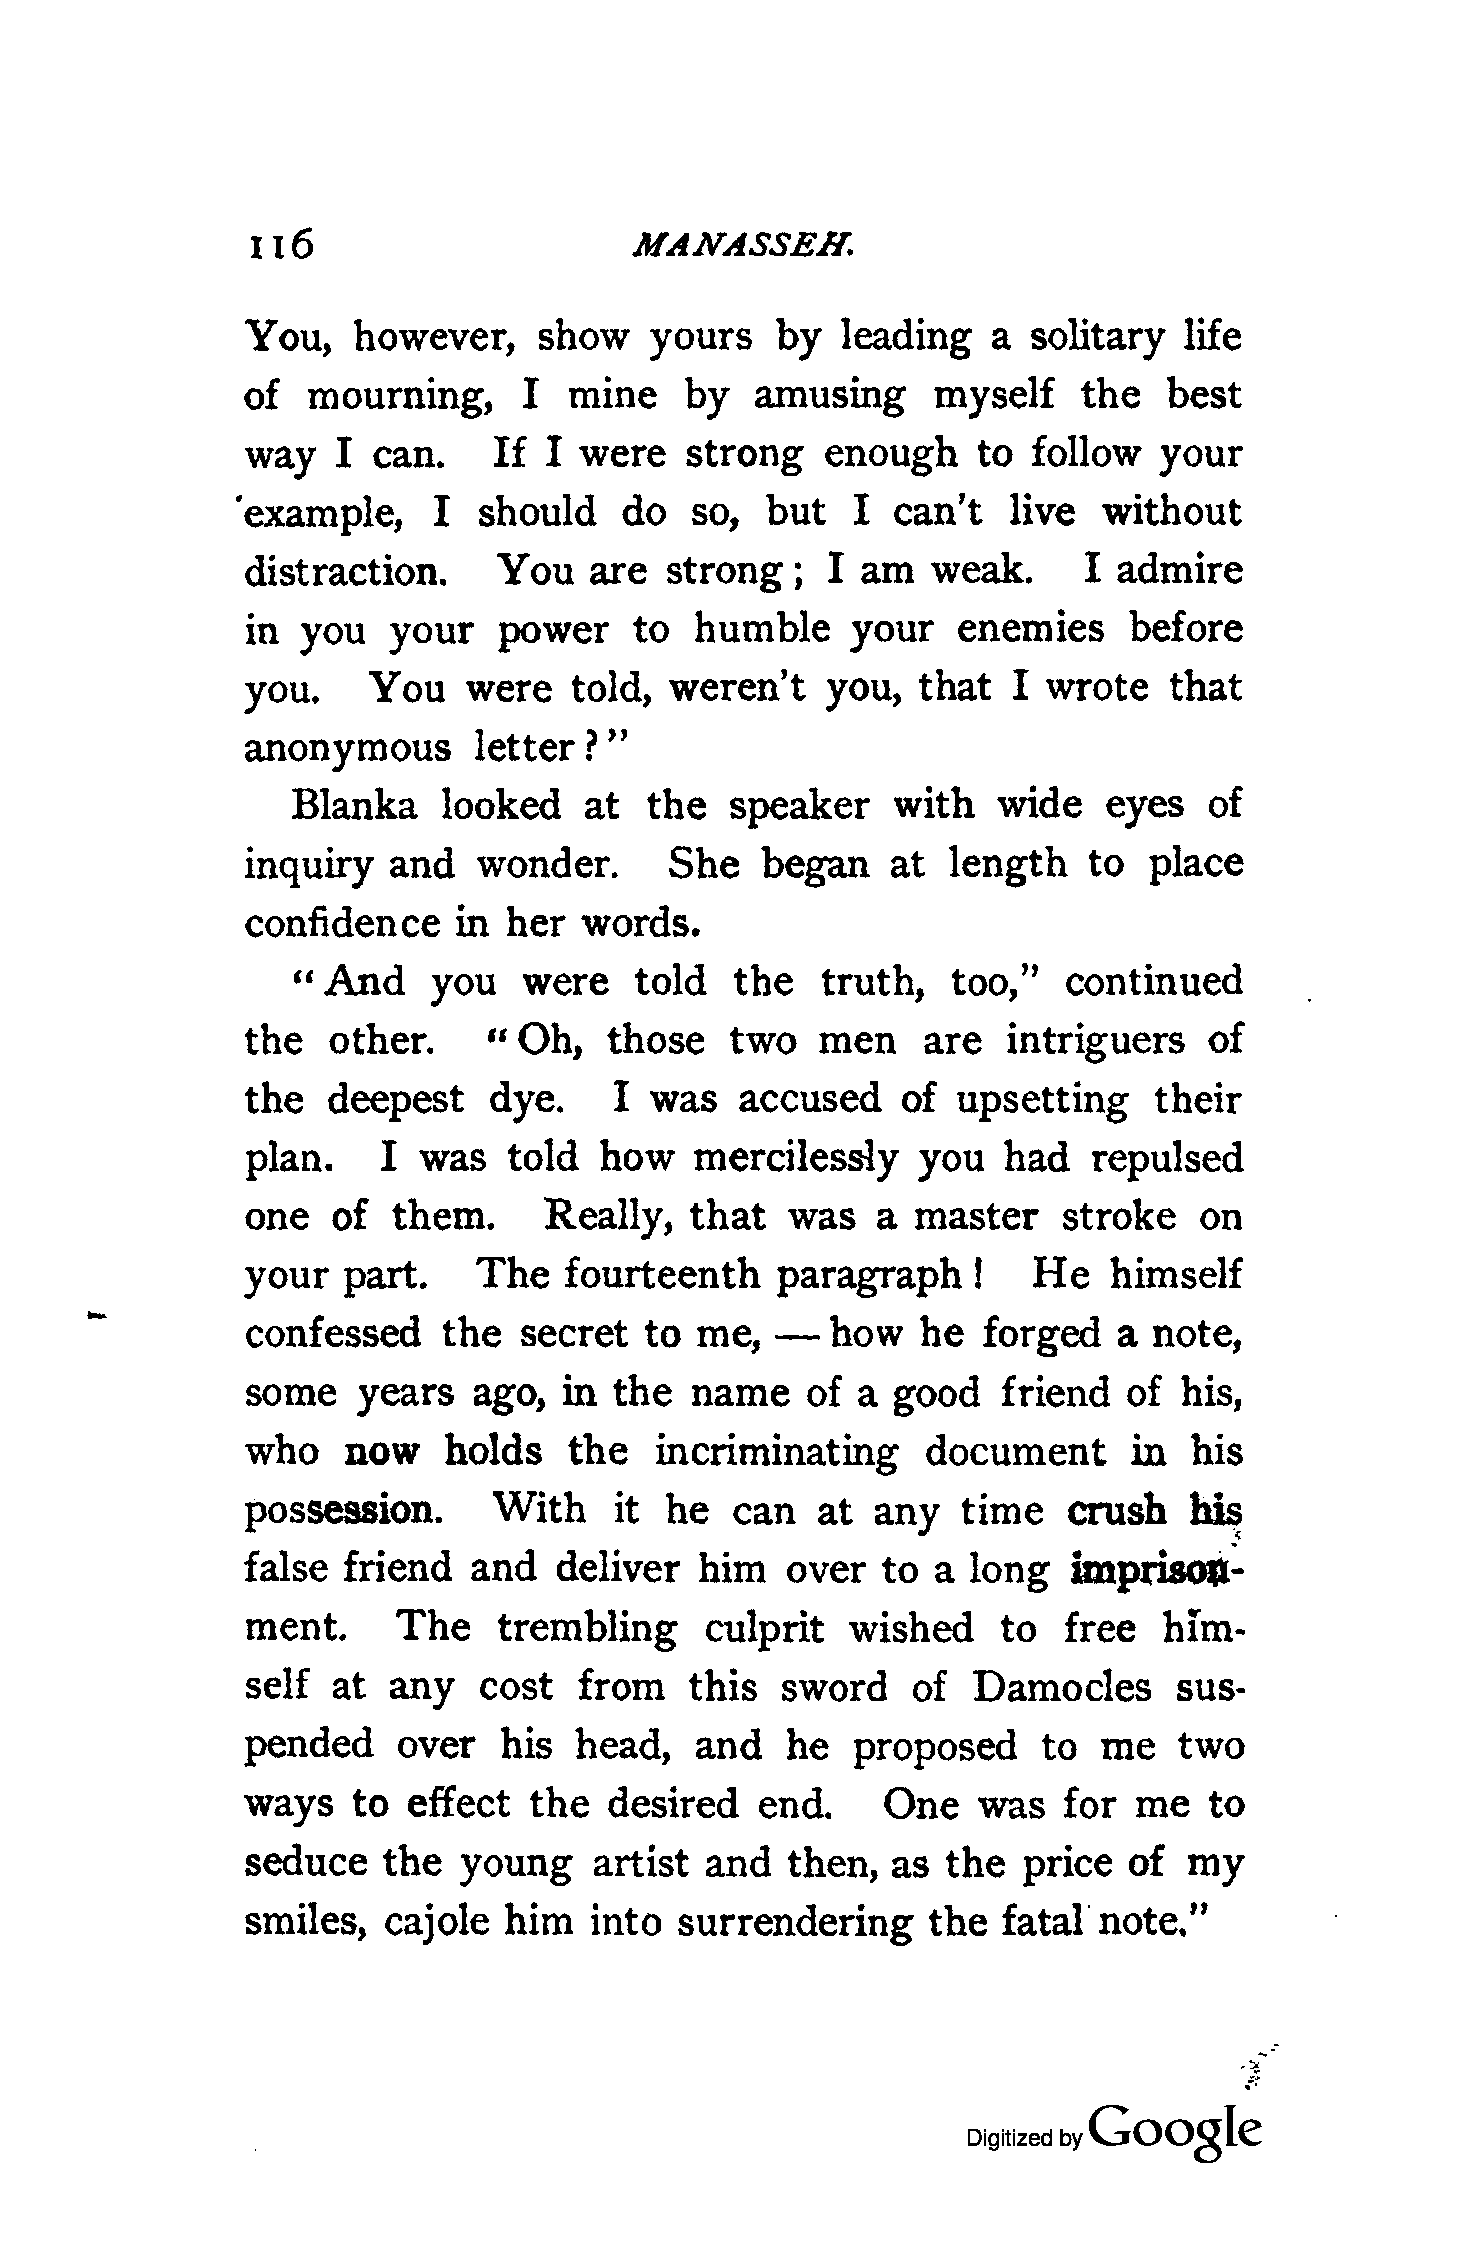 116 MANASSEH.
You, however, show yours by leading a solitary life
of mourning, I mine by amusing myself the best
way I can. If I were strong enough to follow your
example, I should do so, but I can't live without
distraction. You are strong; I am weak. I admire
in you your power to humble your enemies before
you. You were told, weren't you, that I wrote that
anonymous letter?"
Blanka looked at the speaker with wide eyes of
inquiry and wonder. She began at length to place
confidence in her words.
"And you were told the truth, too," continued
the other. "Oh, those two men are intriguers of
the deepest dye. I was accused of upsetting their
plan. I was told how mercilessly you had repulsed
one of them. Really, that was a master stroke on
your part. The fourteenth paragraph! He himself
confessed the secret to me, — how he forged a note,
some years ago, in the name of a good friend of his,
who now holds the incriminating document in his
possession. With it he can at any time crush his
false friend and deliver him over to a long imprison-
ment. The trembling culprit wished to free him-
self at any cost from this sword of Damocles sus-
pended over his head, and he proposed to me two
ways to effect the desired end. One was for me to
seduce the young artist and then, as the price of my
smiles, cajole him into surrendering the fatal note."
Digitized by Google